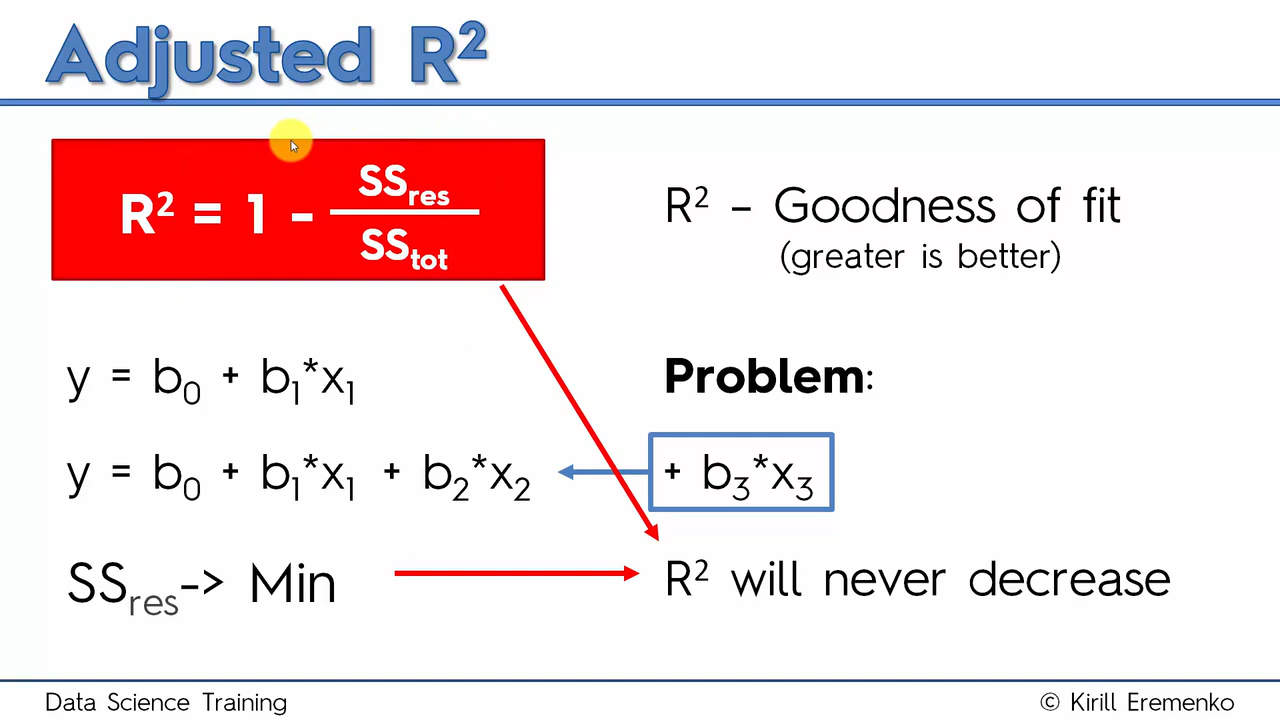 Adjusted R²
R² = 1 - SSres / SStot
R² – Goodness of fit
(greater is better)
y = b₀ + b₁*x₁
Problem:
y = b₀ + b₁*x₁ + b₂*x₂
+ b₃*x₃
SSres-> Min
R² will never decrease
Data Science Training
© Kirill Eremenko